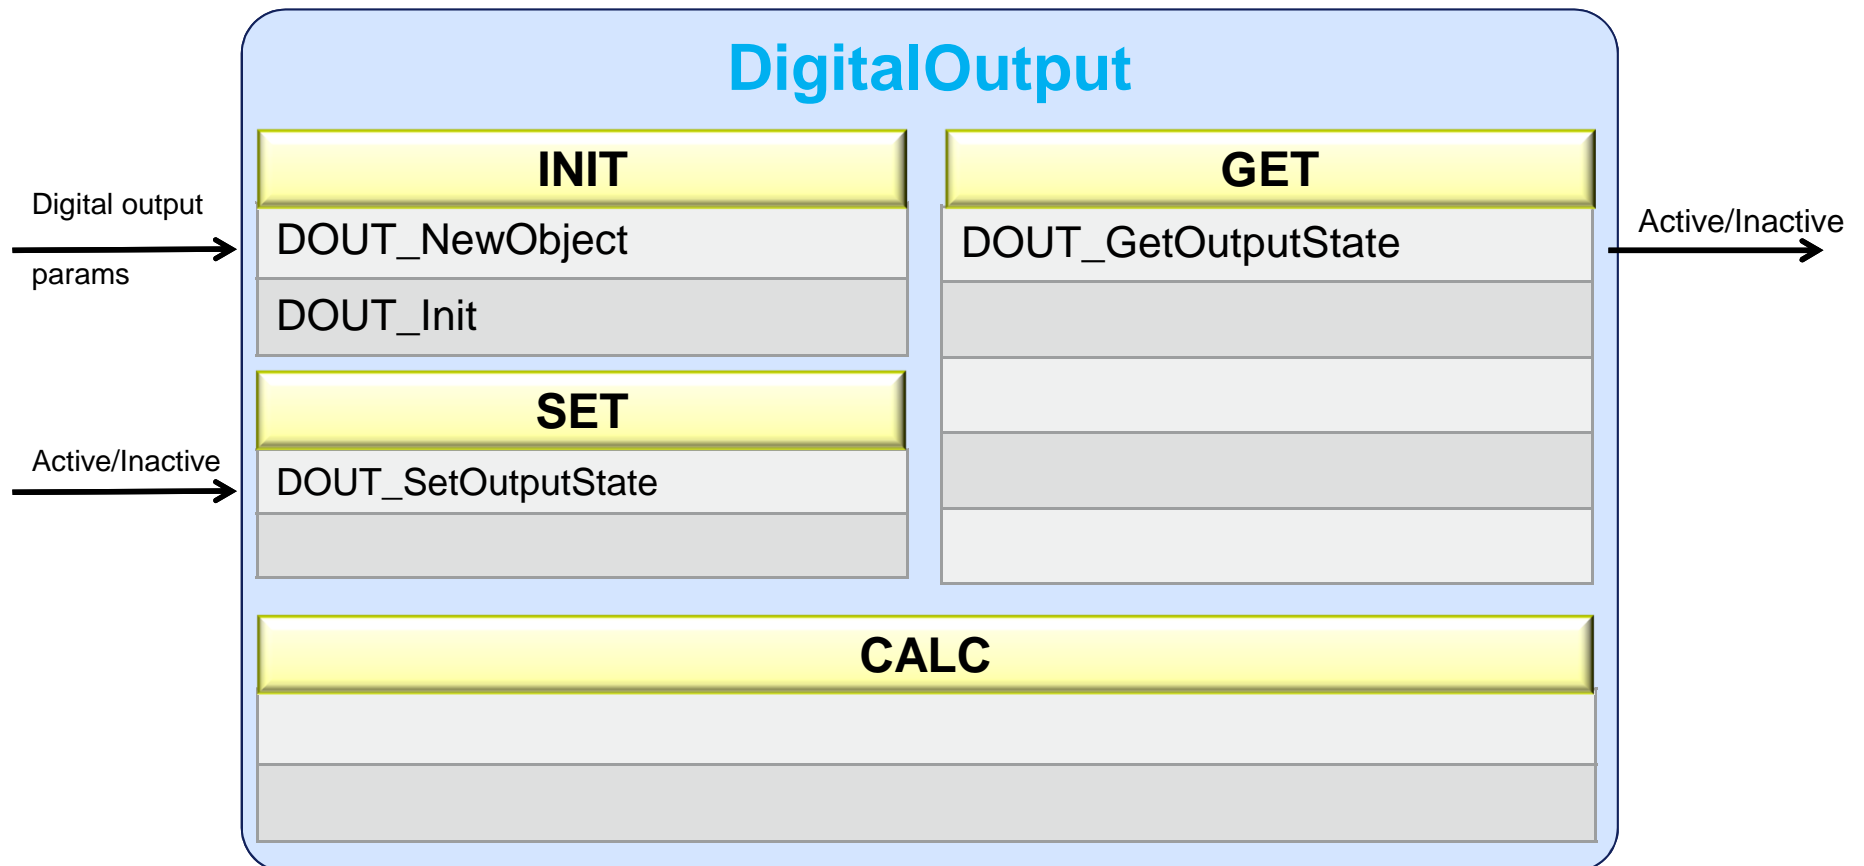 DigitalOutput
INIT
DOUT_NewObject
DOUT_Init
SET
DOUT_SetOutputState
GET
DOUT_GetOutputState
CALC
Digital output
params
Active/Inactive
Active/Inactive